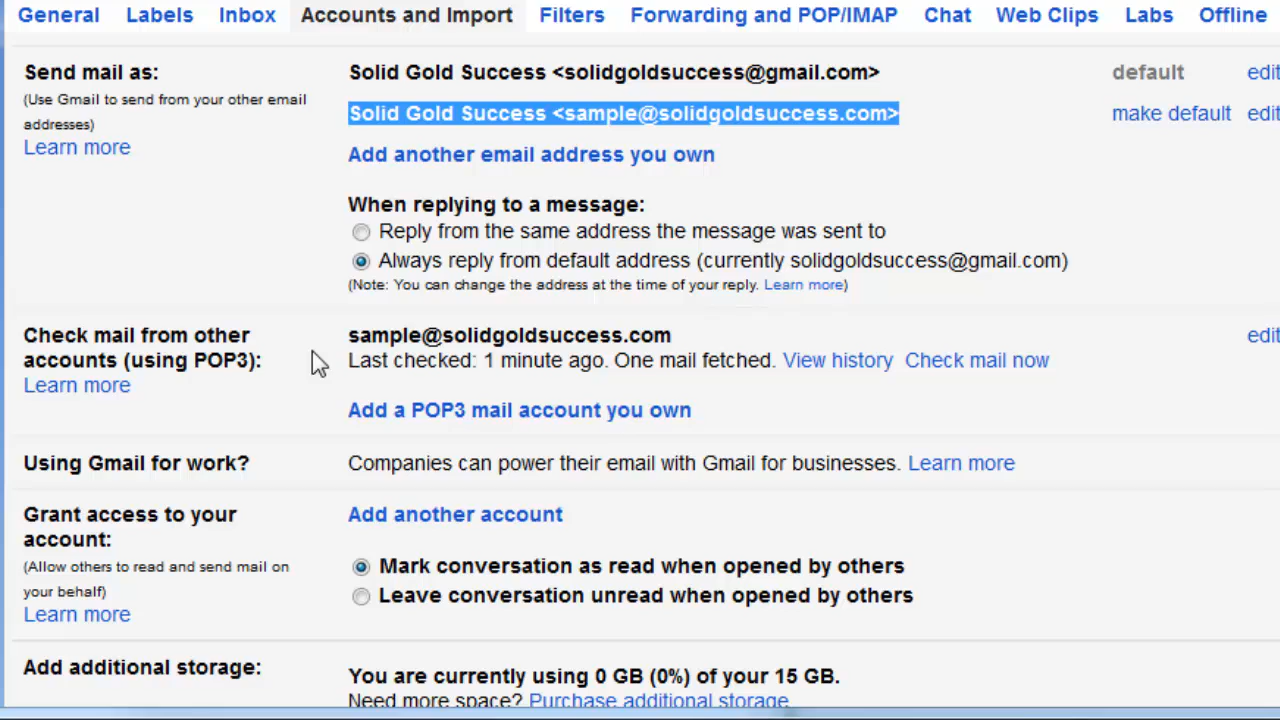 General Labels Inbox Accounts and Import Filters Forwarding and POP/IMAP Chat Web Clips Labs Offline
Send mail as:
(Use Gmail to send from your other email
addresses)
Learn more
Solid Gold Success <solidgoldsuccess@gmail.com> default edit
Solid Gold Success <sample@solidgoldsuccess.com> make default edit
Add another email address you own
When replying to a message:
Reply from the same address the message was sent to
Always reply from default address (currently solidgoldsuccess@gmail.com)
(Note: You can change the address at the time of your reply. Learn more)
Check mail from other
accounts (using POP3):
Learn more
sample@solidgoldsuccess.com edit
Last checked: 1 minute ago. One mail fetched. View history Check mail now
Add a POP3 mail account you own
Using Gmail for work? Companies can power their email with Gmail for businesses. Learn more
Grant access to your
account:
(Allow others to read and send mail on
your behalf)
Learn more
Add another account
Mark conversation as read when opened by others
Leave conversation unread when opened by others
Add additional storage:
You are currently using 0 GB (0%) of your 15 GB.
Need more space? Purchase additional storage